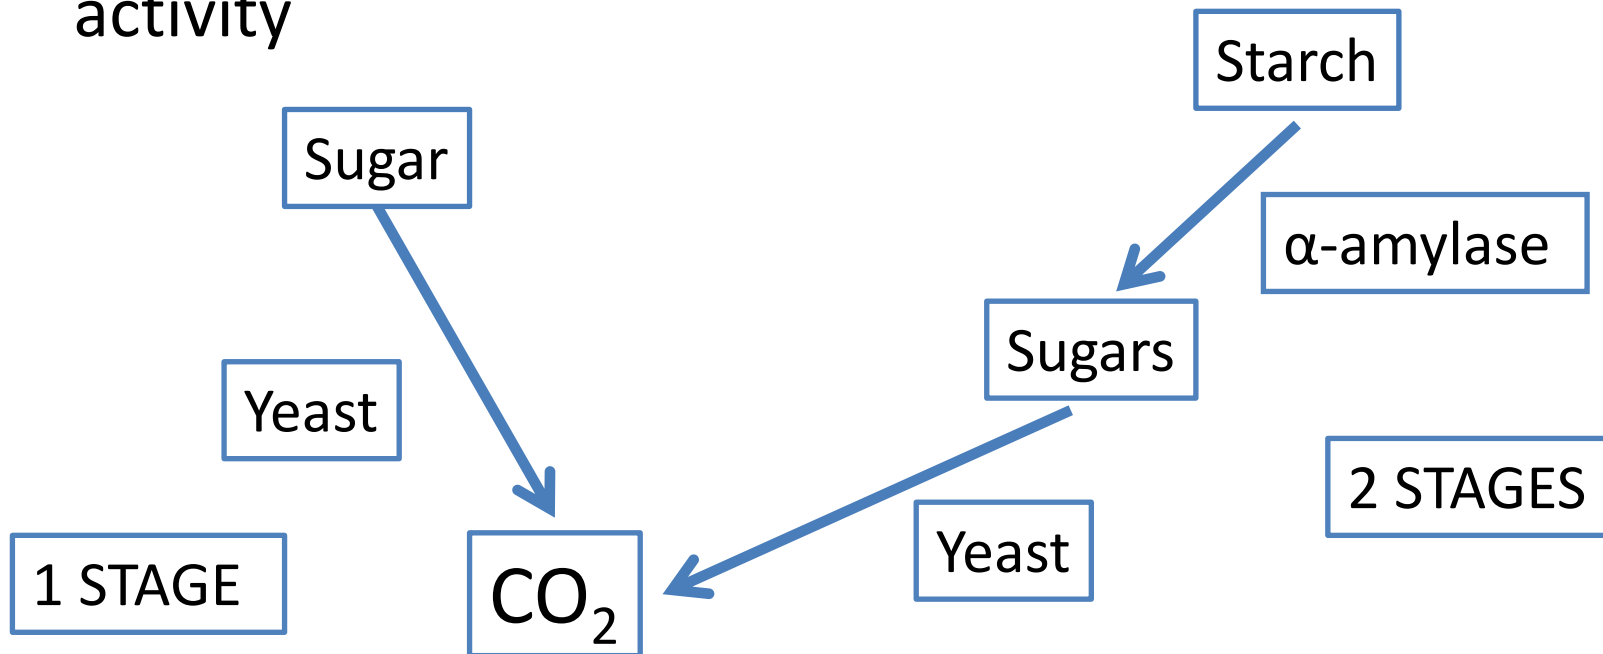 activity
Starch
Sugar
α-amylase
Sugars
Yeast
2 STAGES
Yeast
1 STAGE
CO₂